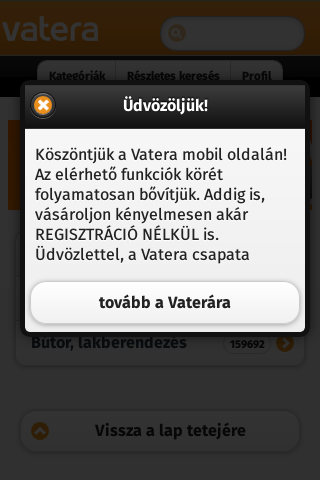 vatera
Kategóriák Részletes keresés Profil
Üdvözöljük!
Köszöntjük a Vatera mobil oldalán!
Az elérhető funkciók körét
folyamatosan bővítjük. Addig is,
vásároljon kényelmesen akár
REGISZTRÁCIÓ NÉLKÜL is.
Üdvözlettel, a Vatera csapata
tovább a Vaterára
Bútor, lakberendezés 159692
Vissza a lap tetejére